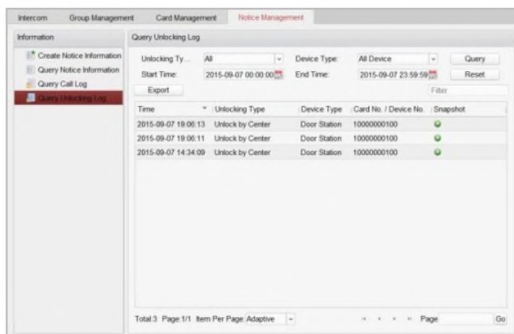 Intercom Group Management Card Management Notice Management
Information
Create Notice Information
Query Notice Information
Query Call Log
Query Unlocking Log
Query Unlocking Log
Unlocking Ty... All Device Type: All Device Query
Start Time: 2015-09-07 00:00:00 End Time: 2015-09-07 23:59:59 Reset
Export Filter
Time Unlocking Type Device Type Card No. / Device No. Snapshot
2015-09-07 19:06:13 Unlock by Center Door Station 10000000100
2015-09-07 19:06:11 Unlock by Center Door Station 10000000100
2015-09-07 14:34:09 Unlock by Center Door Station 10000000100
Total:3 Page:1/1 Item Per Page:Adaptive Page Go